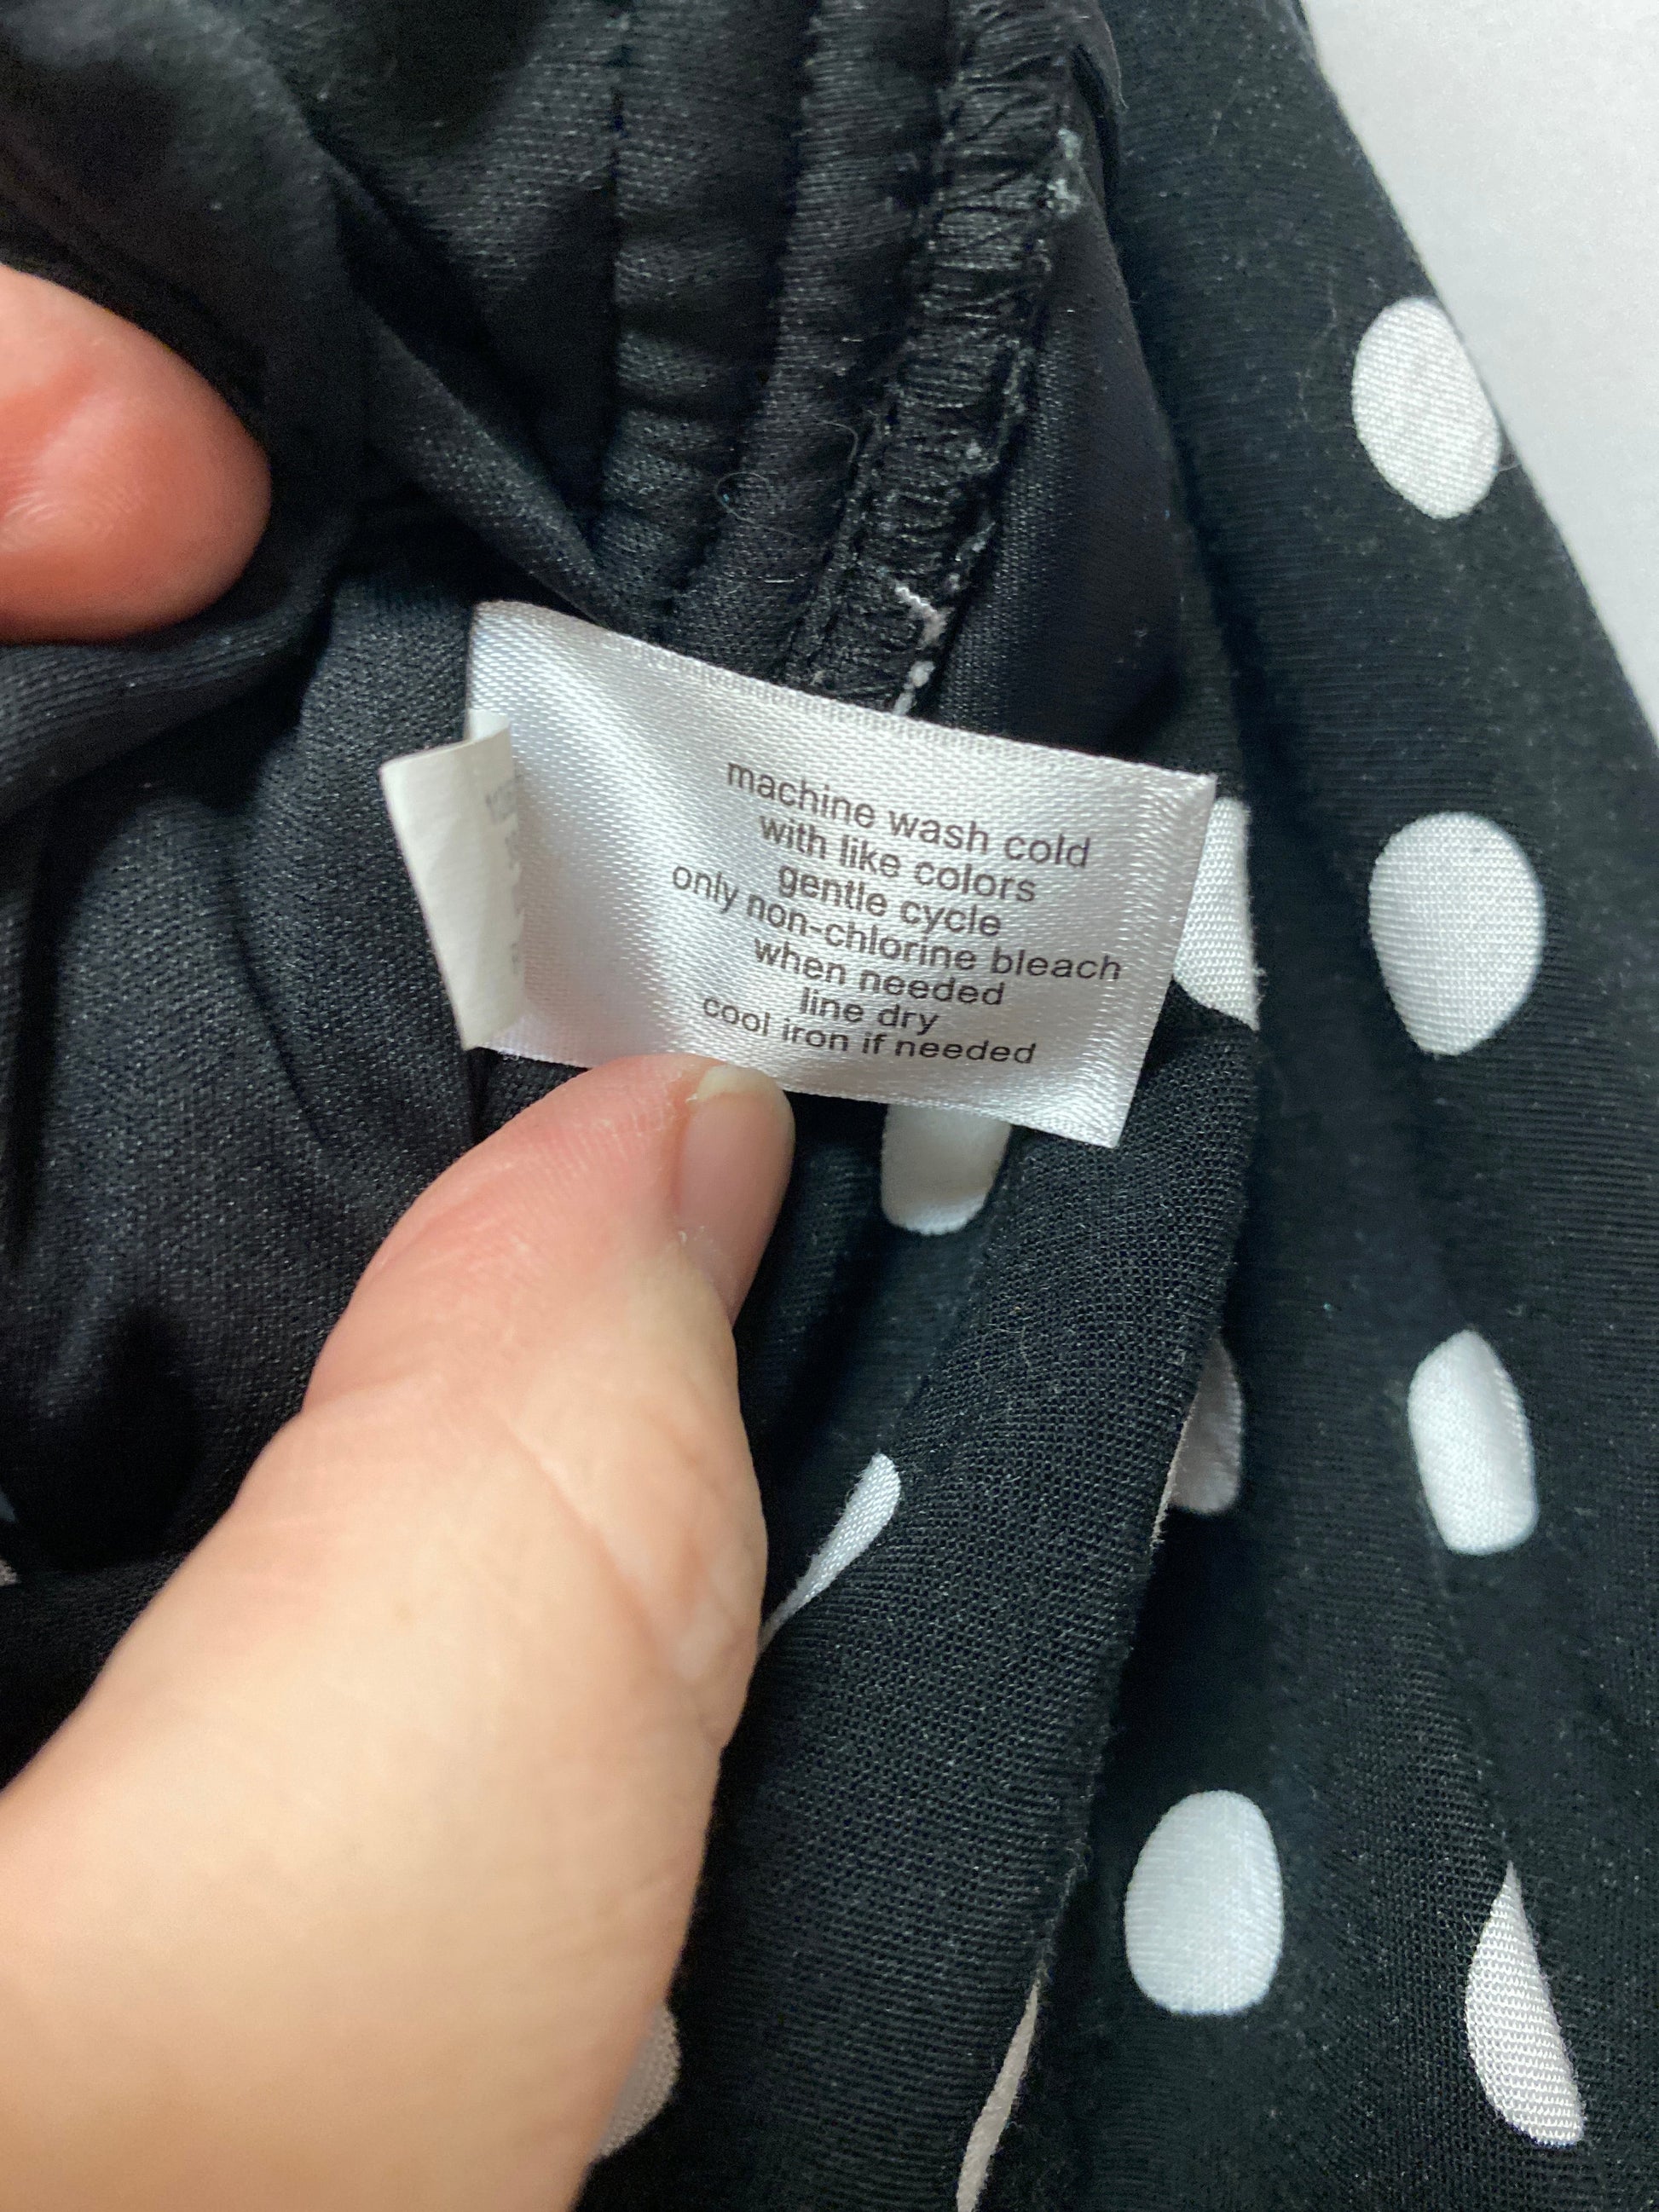 machine wash cold
with like colors
gentle cycle
only non-chlorine bleach
when needed
line dry
cool iron if needed